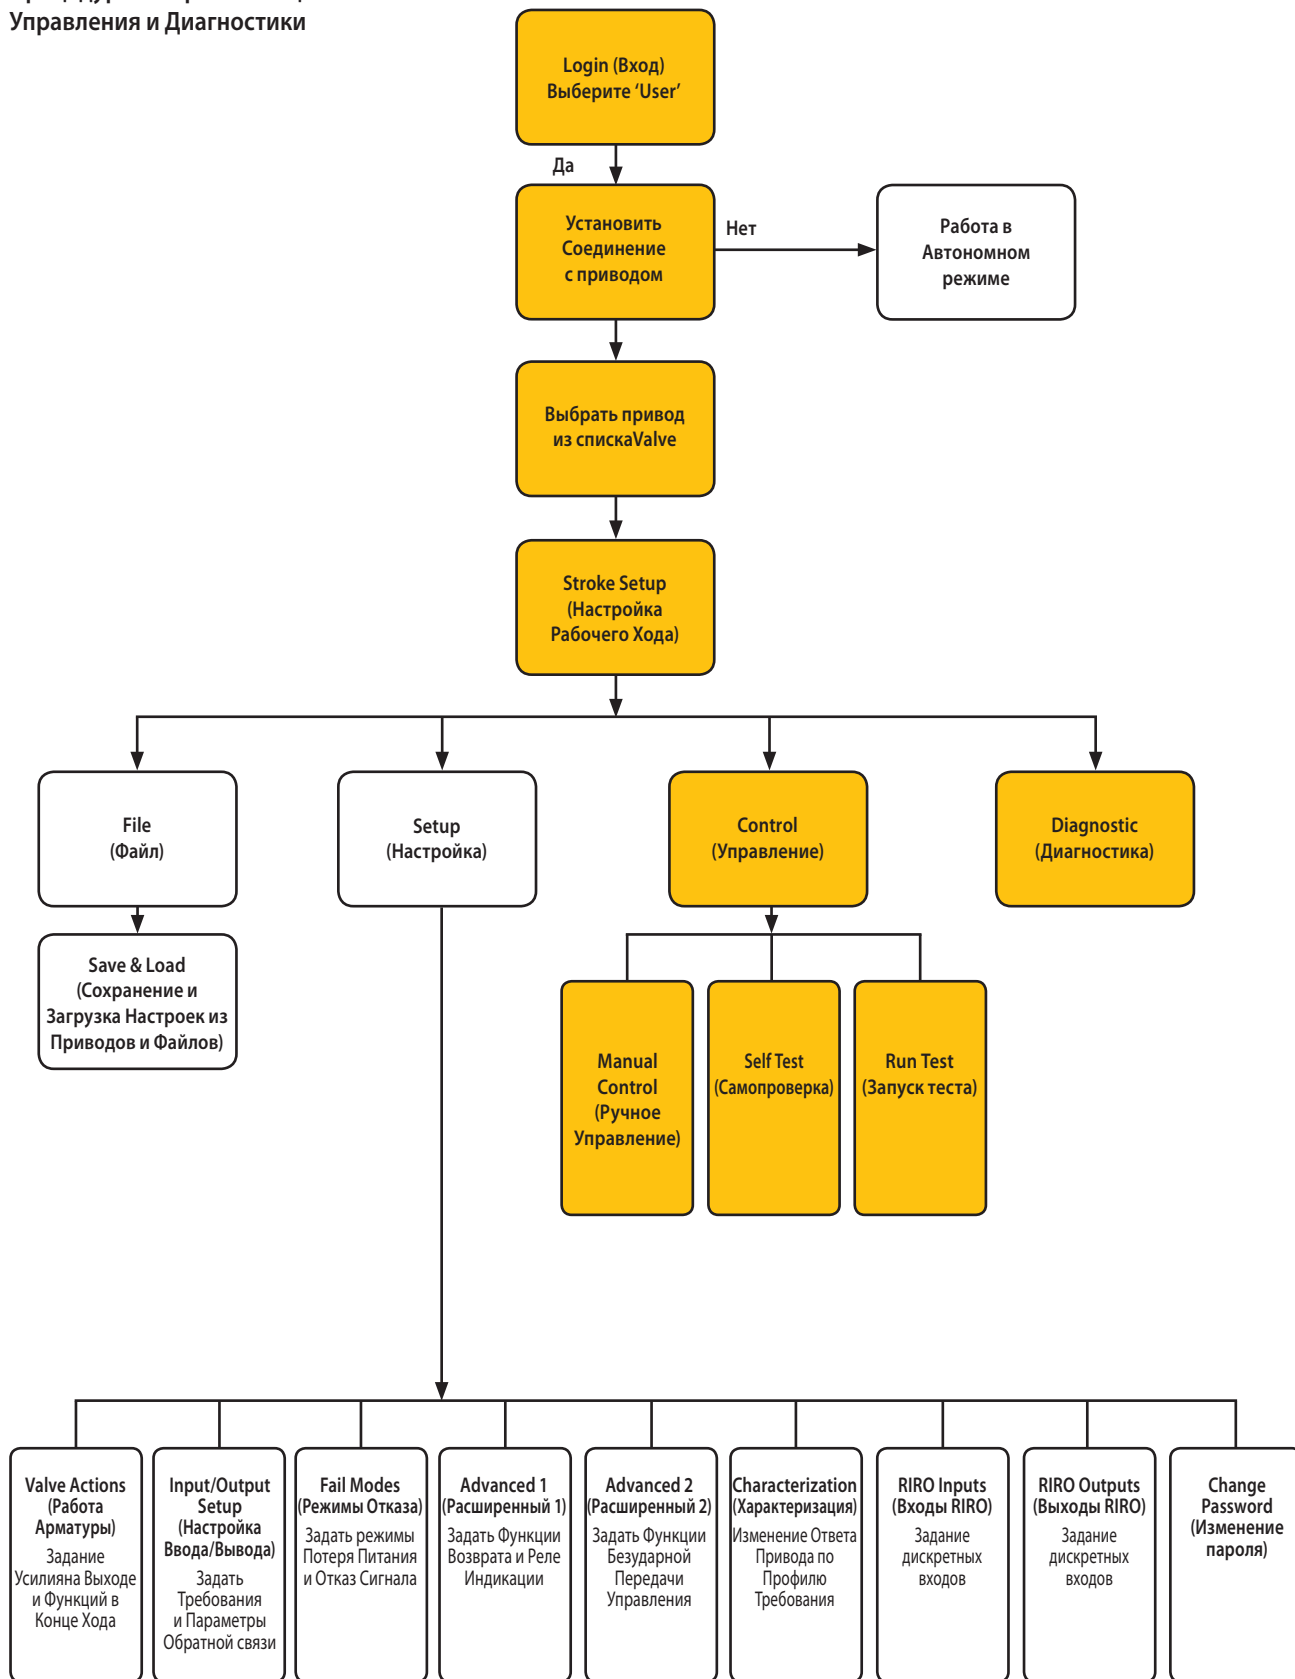 Управления и Диагностики
Login (Вход)
Выберите ‘User’
Да
Установить
Соединение
с приводом
Нет
Работа в
Автономном
режиме
Выбрать привод
из спискаValve
Stroke Setup
(Настройка
Рабочего Хода)
File
(Файл)
Setup
(Настройка)
Control
(Управление)
Diagnostic
(Диагностика)
Save & Load
(Сохранение и
Загрузка Настроек из
Приводов и Файлов)
Manual
Control
(Ручное
Управление)
Self Test
(Самопроверка)
Run Test
(Запуск теста)
Valve Actions
(Работа
Арматуры)
Задание
Усилияна Выходе
и Функций в
Конце Хода
Input/Output
Setup
(Настройка
Ввода/Вывода)
Задать
Требования
и Параметры
Обратной связи
Fail Modes
(Режимы Отказа)
Задать режимы
Потеря Питания
и Отказ Сигнала
Advanced 1
(Расширенный 1)
Задать Функции
Возврата и Реле
Индикации
Advanced 2
(Расширенный 2)
Задать Функции
Безударной
Передачи
Управления
Characterization
(Характеризация)
Изменение Ответа
Привода по
Профилю
Требования
RIRO Inputs
(Входы RIRO)
Задание
дискретных
входов
RIRO Outputs
(Выходы RIRO)
Задание
дискретных
входов
Change
Password
(Изменение
пароля)